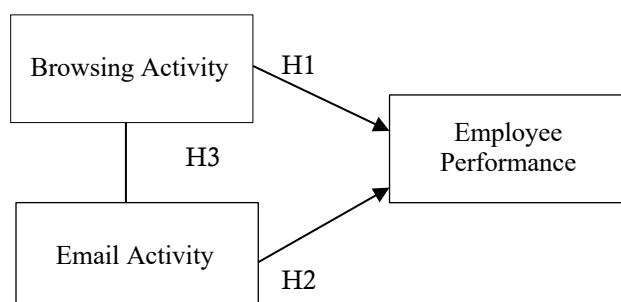 Browsing Activity
H1
Employee
Performance
H3
Email Activity
H2